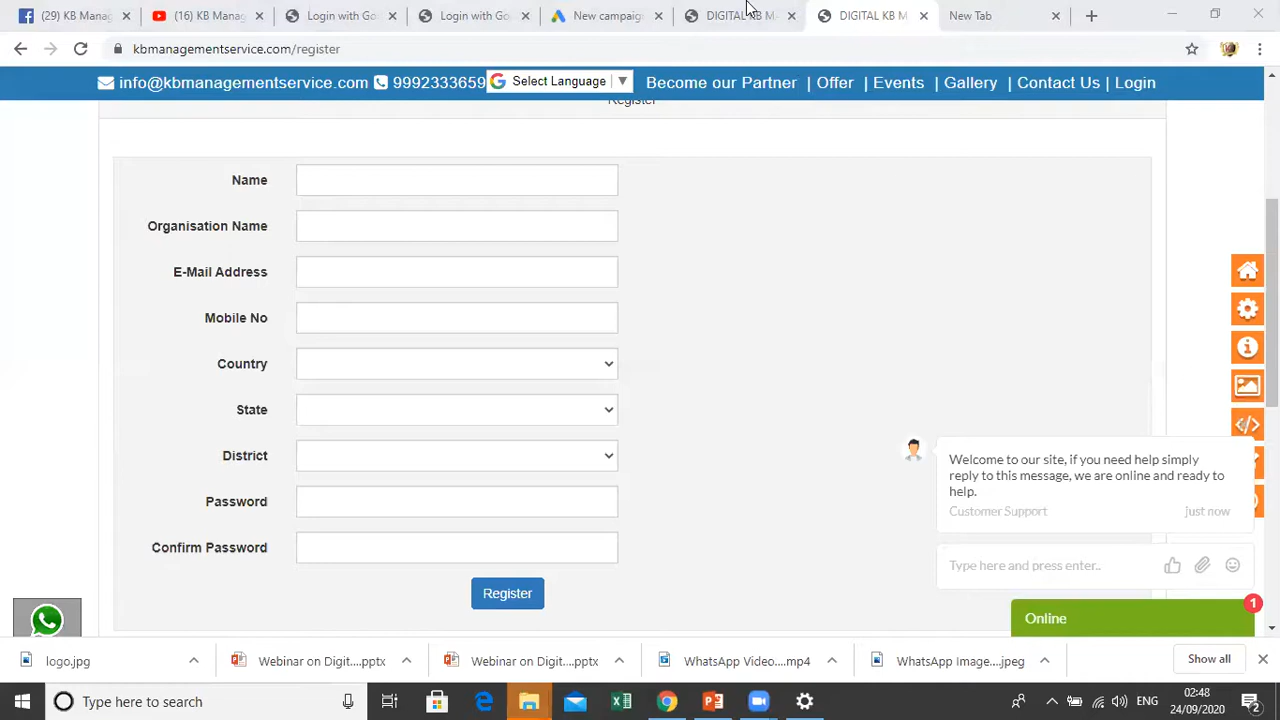 (29) KB Manag
(16) KB Manag
Login with Goo
Login with Goo
New campaig
DIGITAL KB MA
DIGITAL KB M
New Tab
kbmanagementservice.com/register
info@kbmanagementservice.com 9992333659 Select Language ▼ Become our Partner | Offer | Events | Gallery | Contact Us | Login
Register
Name
Organisation Name
E-Mail Address
Mobile No
Country
State
District
Password
Confirm Password
Register
Welcome to our site, if you need help simply
reply to this message, we are online and ready to
help.
Customer Support just now
Type here and press enter..
Online
1
logo.jpg
Webinar on Digit....pptx
Webinar on Digit....pptx
WhatsApp Video....mp4
WhatsApp Image....jpeg
Show all
Type here to search
ENG
02:48
24/09/2020
2